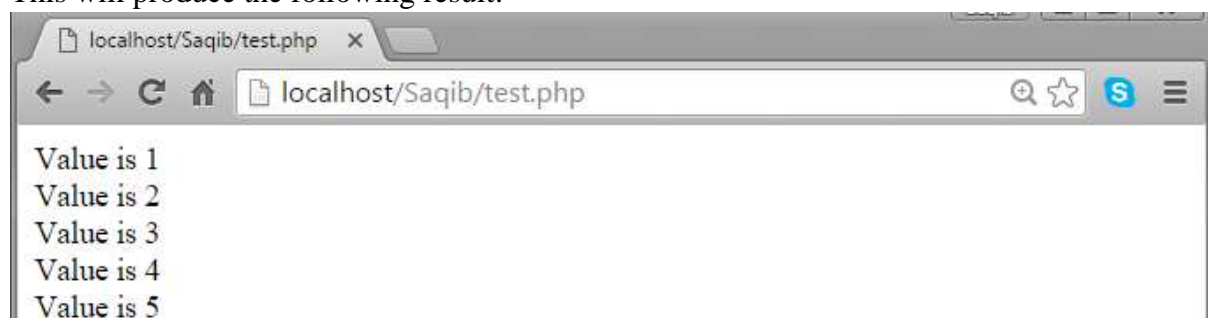 This will produce the following result:
localhost/Saqib/test.php
localhost/Saqib/test.php
Value is 1
Value is 2
Value is 3
Value is 4
Value is 5